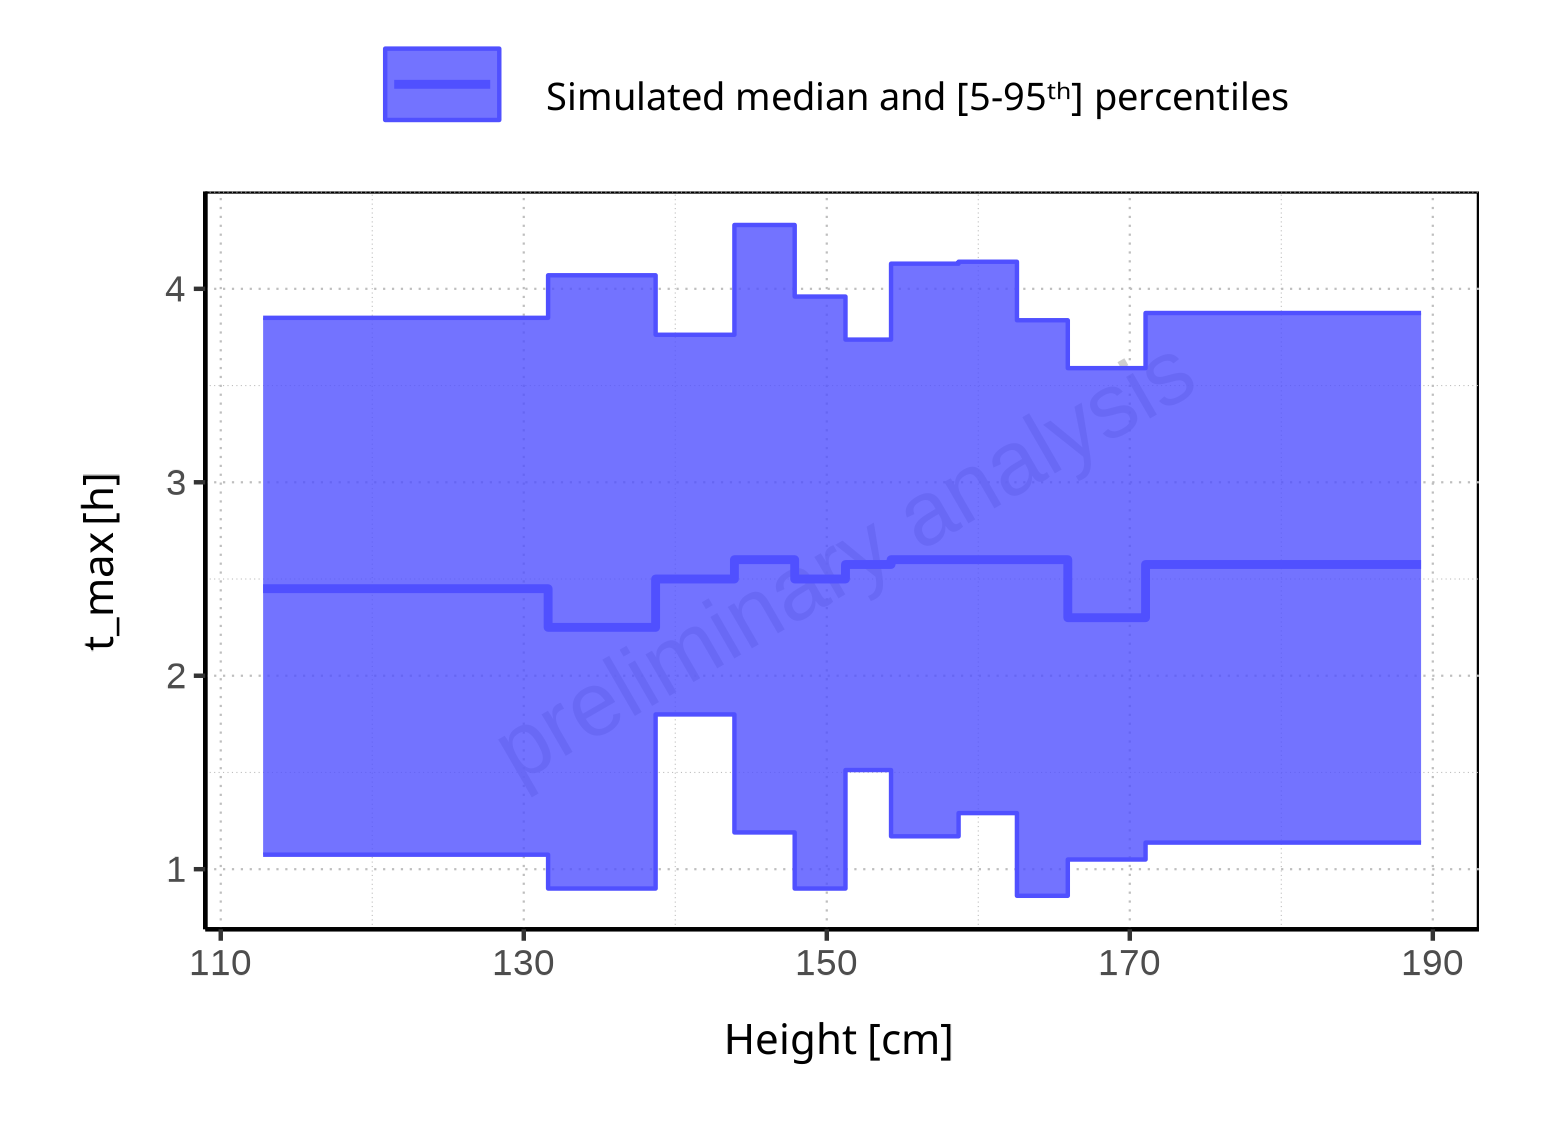 Simulated median and [5-95th] percentiles
t_max [h]
4
3
2
1
preliminary analysis
110 130 150 170 190
Height [cm]